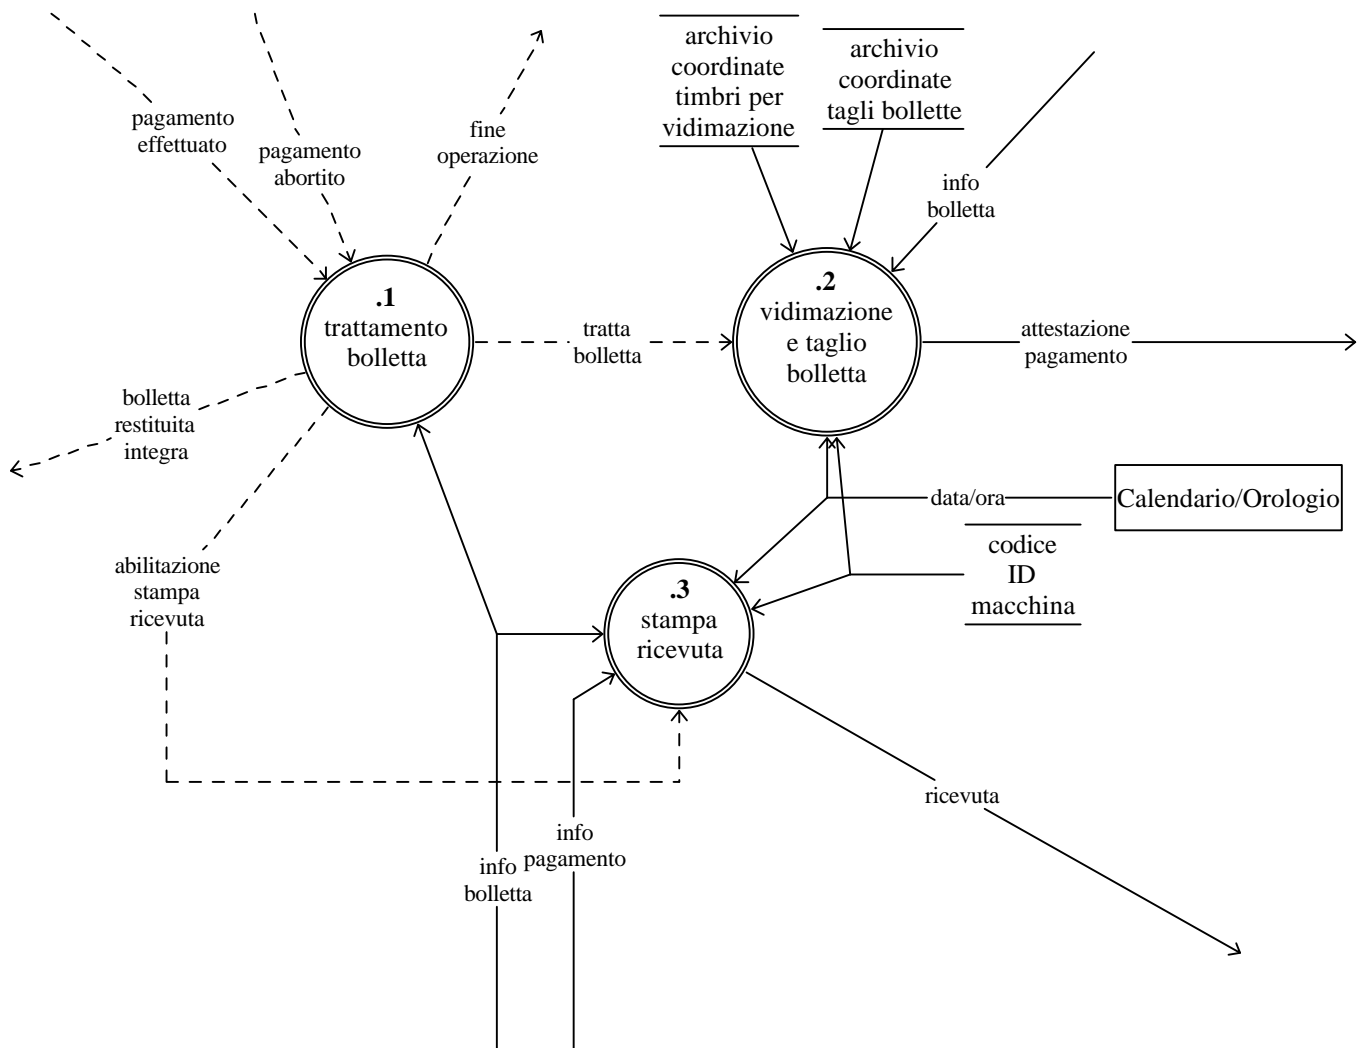 archivio
coordinate
timbri per
vidimazione
archivio
coordinate
tagli bollette
pagamento
effettuato
pagamento
abortito
fine
operazione
info
bolletta
.1
trattamento
bolletta
tratta
bolletta
.2
vidimazione
e taglio
bolletta
attestazione
pagamento
bolletta
restituita
integra
data/ora
Calendario/Orologio
codice
ID
macchina
abilitazione
stampa
ricevuta
.3
stampa
ricevuta
ricevuta
info
pagamento
info
bolletta